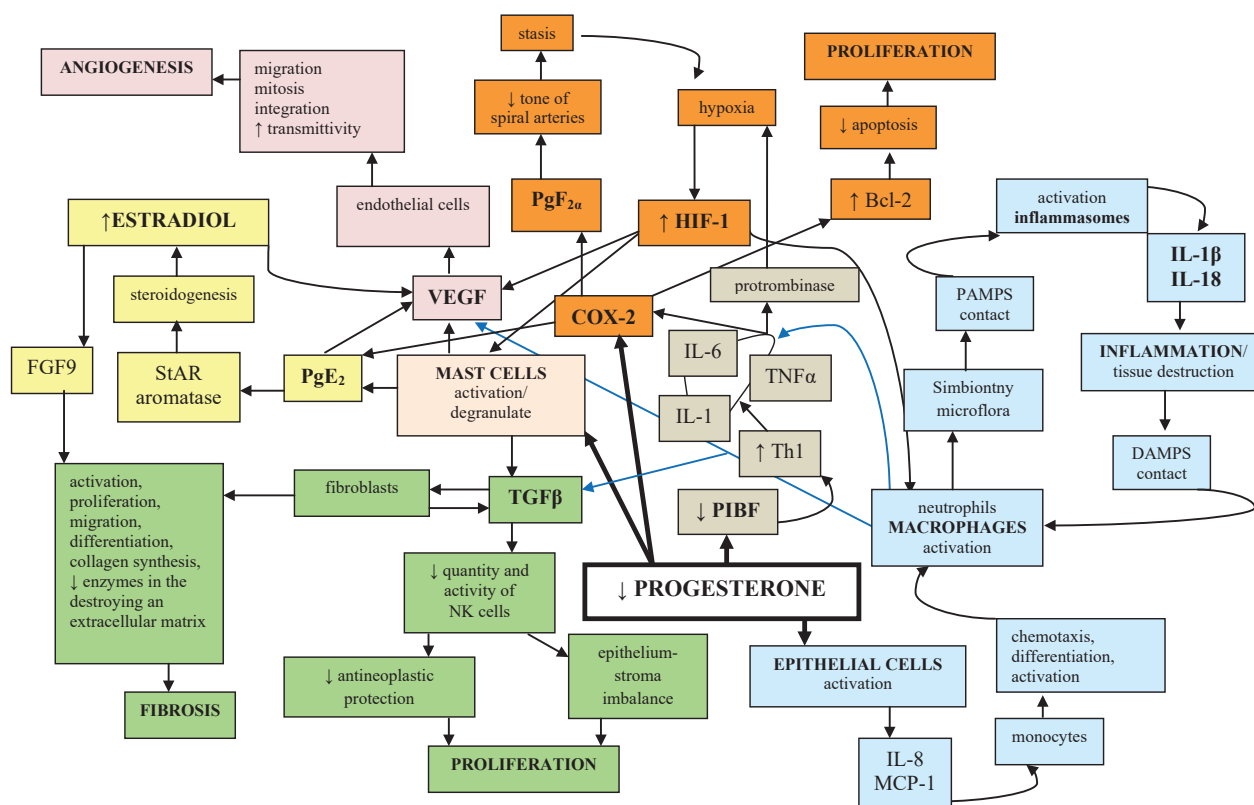 stasis
PROLIFERATION
ANGIOGENESIS
migration
mitosis
integration
↑ transmittivity
↓ tone of
spiral arteries
hypoxia
↓ apoptosis
endothelial cells
PgF2α
↑ Bcl-2
activation
inflammasomes
↑ESTRADIOL
↑ HIF-1
IL-1β
IL-18
steroidogenesis
VEGF
protrombinase
PAMPS
contact
COX-2
FGF9
StAR
aromatase
PgE2
MAST CELLS
activation/
degranulate
IL-6
TNFα
IL-1
Simbiontny
microflora
INFLAMMATION/
tissue destruction
↑ Th1
DAMPS
contact
activation,
proliferation,
migration,
differentiation,
collagen synthesis,
↓ enzymes in the
destroying an
extracellular matrix
fibroblasts
TGFβ
↓ PIBF
neutrophils
MACROPHAGES
activation
↓ quantity and
activity of
NK cells
↓ PROGESTERONE
↓ antineoplastic
protection
epithelium-
stroma
imbalance
EPITHELIAL CELLS
activation
chemotaxis,
differentiation,
activation
FIBROSIS
PROLIFERATION
IL-8
MCP-1
monocytes